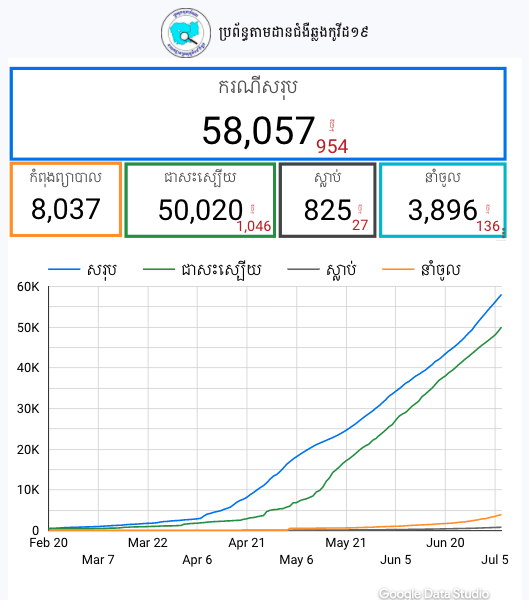 ប្រព័ន្ធតាមដានជំងឺឆ្លងកូវីដ១៩
ករណីសរុប
58,057
954
កំពុងព្យាបាល
8,037
ជាសះស្បើយ
50,020
1,046
ស្លាប់
825
27
នាំចូល
3,896
136
សរុប ជាសះស្បើយ ស្លាប់ នាំចូល
60K
50K
40K
30K
20K
10K
0
Feb 20 Mar 22 Apr 21 May 21 Jun 20
Mar 7 Apr 6 May 6 Jun 5 Jul 5
Google Data Studio